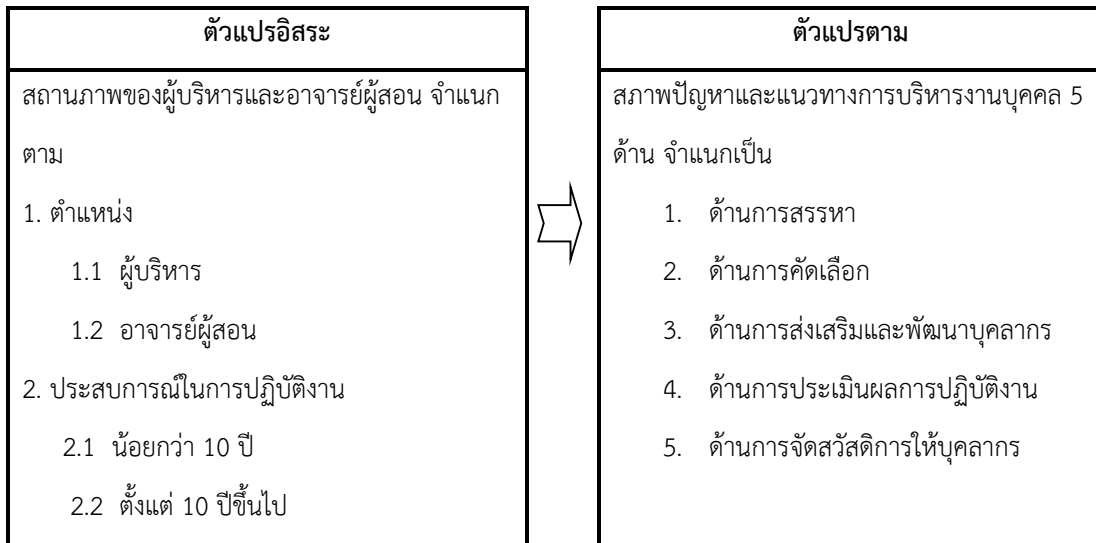 ตัวแปรอิสระ
สถานภาพของผู้บริหารและอาจารย์ผู้สอน จำแนก
ตาม
1. ตำแหน่ง
1.1 ผู้บริหาร
1.2 อาจารย์ผู้สอน
2. ประสบการณ์ในการปฏิบัติงาน
2.1 น้อยกว่า 10 ปี
2.2 ตั้งแต่ 10 ปีขึ้นไป
ตัวแปรตาม
สภาพปัญหาและแนวทางการบริหารงานบุคคล 5
ด้าน จำแนกเป็น
1. ด้านการสรรหา
2. ด้านการคัดเลือก
3. ด้านการส่งเสริมและพัฒนาบุคลากร
4. ด้านการประเมินผลการปฏิบัติงาน
5. ด้านการจัดสวัสดิการให้บุคลากร